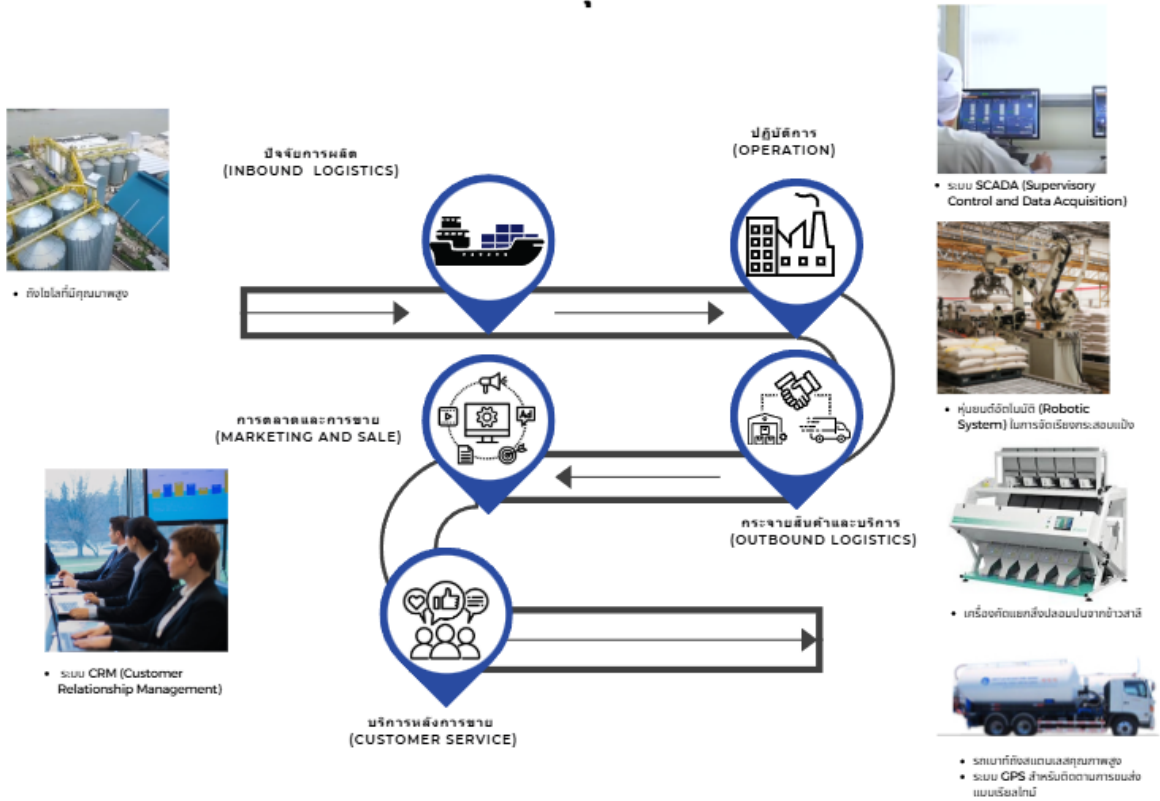 ปัจจัยการผลิต
(INBOUND LOGISTICS)
ปฏิบัติการ
(OPERATION)
• ระบบ SCADA (Supervisory
Control and Data Acquisition)
• ถังไซโลที่มีคุณภาพสูง
• หุ่นยนต์อัตโนมัติ (Robotic
System) ในการจัดเรียงกระสอบแป้ง
การตลาดและการขาย
(MARKETING AND SALE)
Ad
กระจายสินค้าและบริการ
(OUTBOUND LOGISTICS)
• เครื่องคัดแยกสิ่งปลอมปนจากข้าวสาลี
• ระบบ CRM (Customer
Relationship Management)
บริการหลังการขาย
(CUSTOMER SERVICE)
• รถเบาท์ถังสแตนเลสคุณภาพสูง
• ระบบ GPS สำหรับติดตามการขนส่ง
แบบเรียลไทม์